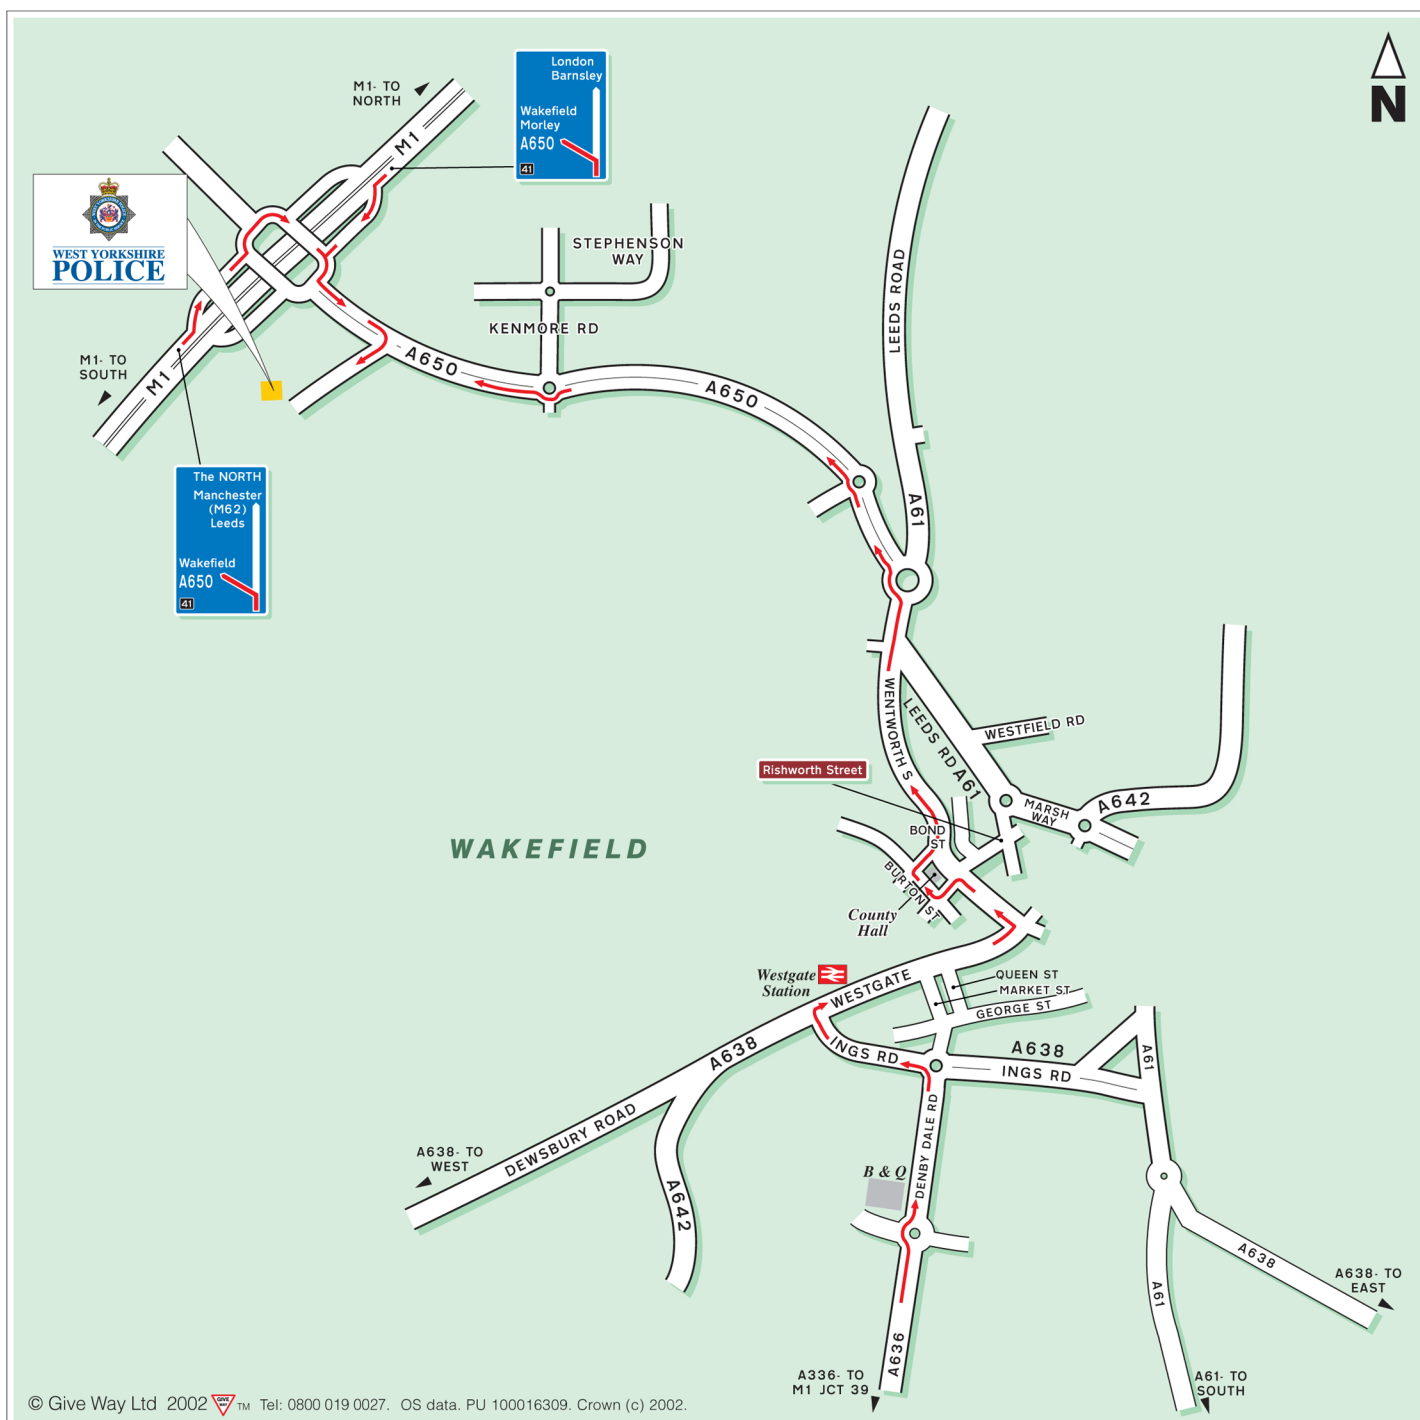 M1- TO
NORTH
M1
London
Barnsley
Wakefield
Morley
A650
41
N
WEST YORKSHIRE
POLICE
STEPHENSON
WAY
KENMORE RD
LEEDS ROAD
M1- TO
SOUTH
M1
A650
A650
The NORTH
Manchester
(M62)
Leeds
Wakefield
A650
41
A61
WENTWORTH S
LEEDS RD A61
WESTFIELD RD
Rishworth Street
MARSH
WAY
A642
BOND
ST
WAKEFIELD
BURTON ST
County
Hall
Westgate
Station
WESTGATE
QUEEN ST
MARKET ST
GEORGE ST
A638
INGS RD
A638
INGS RD
A61
DEWSBURY ROAD
DENBY DALE RD
A638- TO
WEST
B & Q
A642
A638
A638- TO
EAST
A61
A636
A336- TO
M1 JCT 39
A61- TO
SOUTH
© Give Way Ltd 2002 GIVE WAY TM Tel: 0800 019 0027. OS data. PU 100016309. Crown (c) 2002.